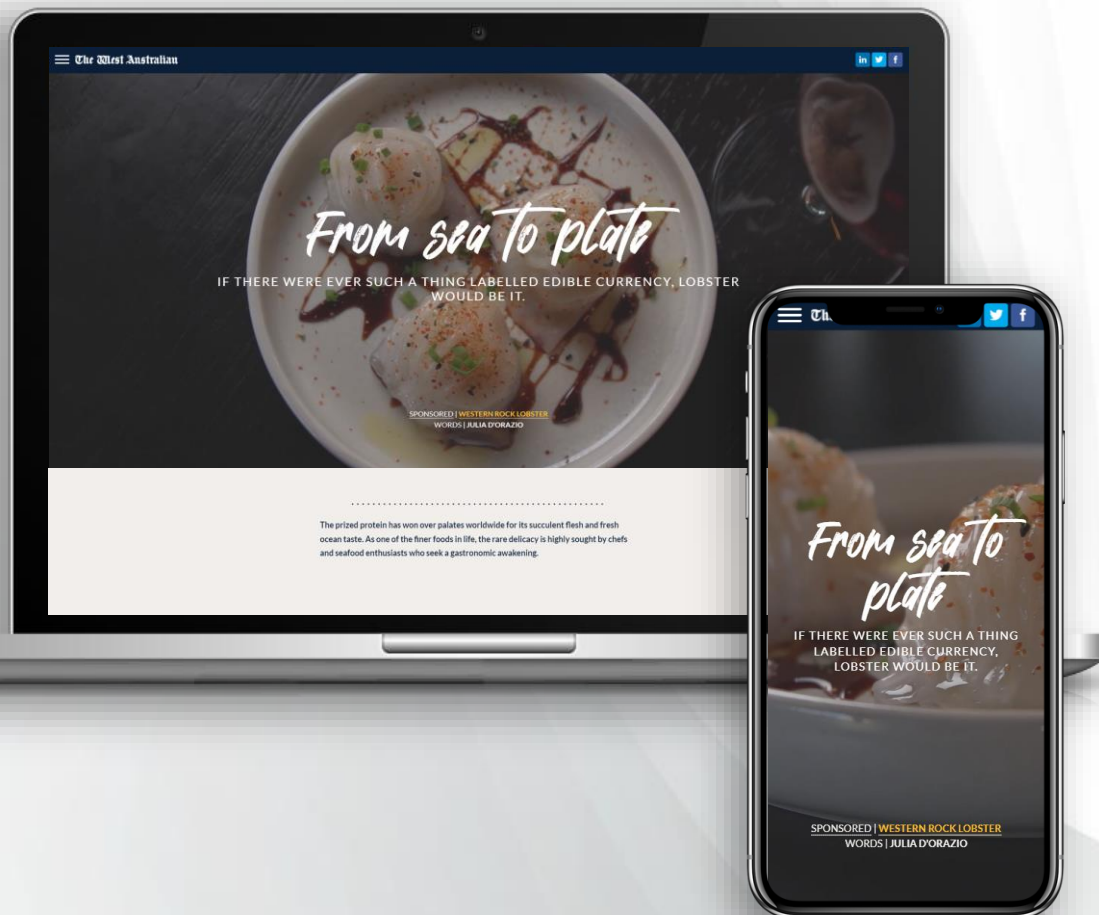 The West Australian
in
f
From sea to plate
IF THERE WERE EVER SUCH A THING LABELLED EDIBLE CURRENCY, LOBSTER
WOULD BE IT.
SPONSORED | WESTERN ROCK LOBSTER
WORDS | JULIA D'ORAZIO
The prized protein has won over palates worldwide for its succulent flesh and fresh
ocean taste. As one of the finer foods in life, the rare delicacy is highly sought by chefs
and seafood enthusiasts who seek a gastronomic awakening.
f
From sea to
plate
IF THERE WERE EVER SUCH A THING
LABELLED EDIBLE CURRENCY,
LOBSTER WOULD BE IT.
SPONSORED | WESTERN ROCK LOBSTER
WORDS | JULIA D'ORAZIO